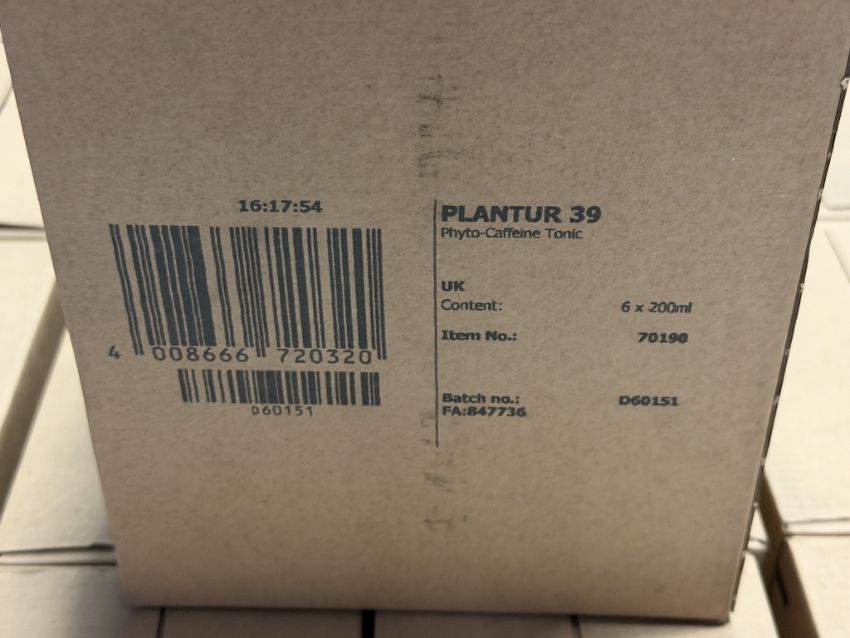 16:17:54
4 008666 720320
D60151
PLANTUR 39
Phyto-Caffeine Tonic
UK
Content: 6 x 200ml
Item No.: 70190
Batch no.: D60151
FA:847736